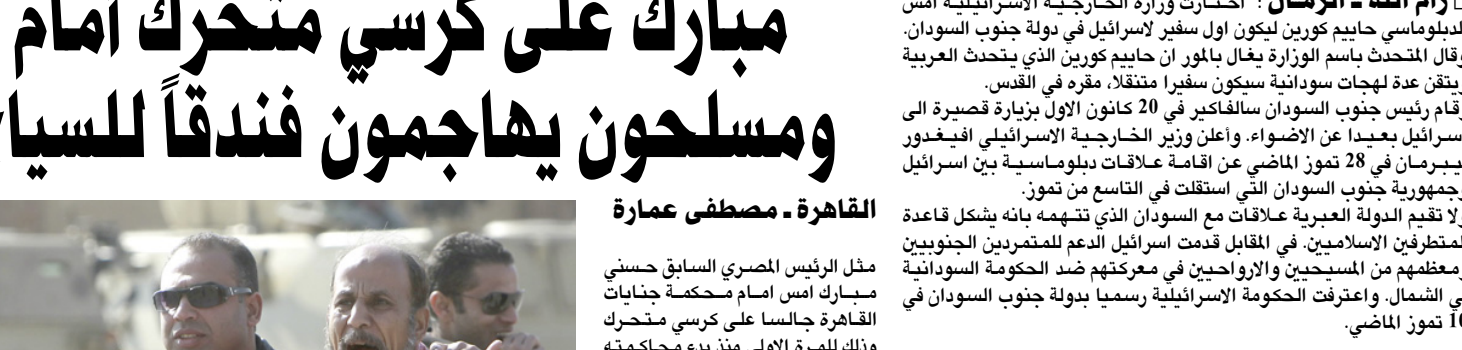 رام الله ـ الزمان: اختارت وزارة الخارجية الاسرائيلية امس
الدبلوماسي حاييم كورين ليكون اول سفير لاسرائيل في دولة جنوب السودان.
وقال المتحدث باسم الوزارة يغال بالمور ان حاييم كورين الذي يتحدث العربية
ويتقن عدة لهجات سودانية سيكون سفيرا متنقلا، مقره في القدس.
وقام رئيس جنوب السودان سالفاكير في 20 كانون الاول بزيارة قصيرة الى
اسرائيل بعيدا عن الاضواء. وأعلن وزير الخارجية الاسرائيلي افيغدور
ليبرمان في 28 تموز الماضي عن اقامة علاقات دبلوماسية بين اسرائيل
وجمهورية جنوب السودان التي استقلت في التاسع من تموز.
ولا تقيم الدولة العبرية علاقات مع السودان الذي تتهمه بانه يشكل قاعدة
للمتطرفين الاسلاميين. في المقابل قدمت اسرائيل الدعم للمتمردين الجنوبيين
ومعظمهم من المسيحيين والارواحيين في معركتهم ضد الحكومة السودانية
في الشمال. واعترفت الحكومة الاسرائيلية رسميا بدولة جنوب السودان في
10 تموز الماضي.
مبارك على كرسي متحرك امام
ومسلحون يهاجمون فندقاً
القاهرة ـ مصطفى عمارة
مثل الرئيس المصري السابق حسني
مبارك امس امام محكمة جنايات
القاهرة جالسا على كرسي متحرك
وذلك للمرة الاولى منذ بدء محاكمته